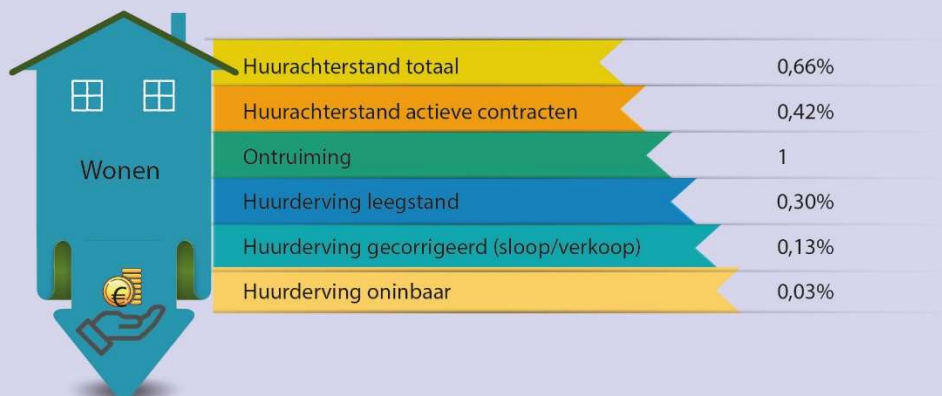 Wonen
Huurachterstand totaal 0,66%
Huurachterstand actieve contracten 0,42%
Ontruiming 1
Huurderving leegstand 0,30%
Huurderving gecorrigeerd (sloop/verkoop) 0,13%
Huurderving oninbaar 0,03%
€